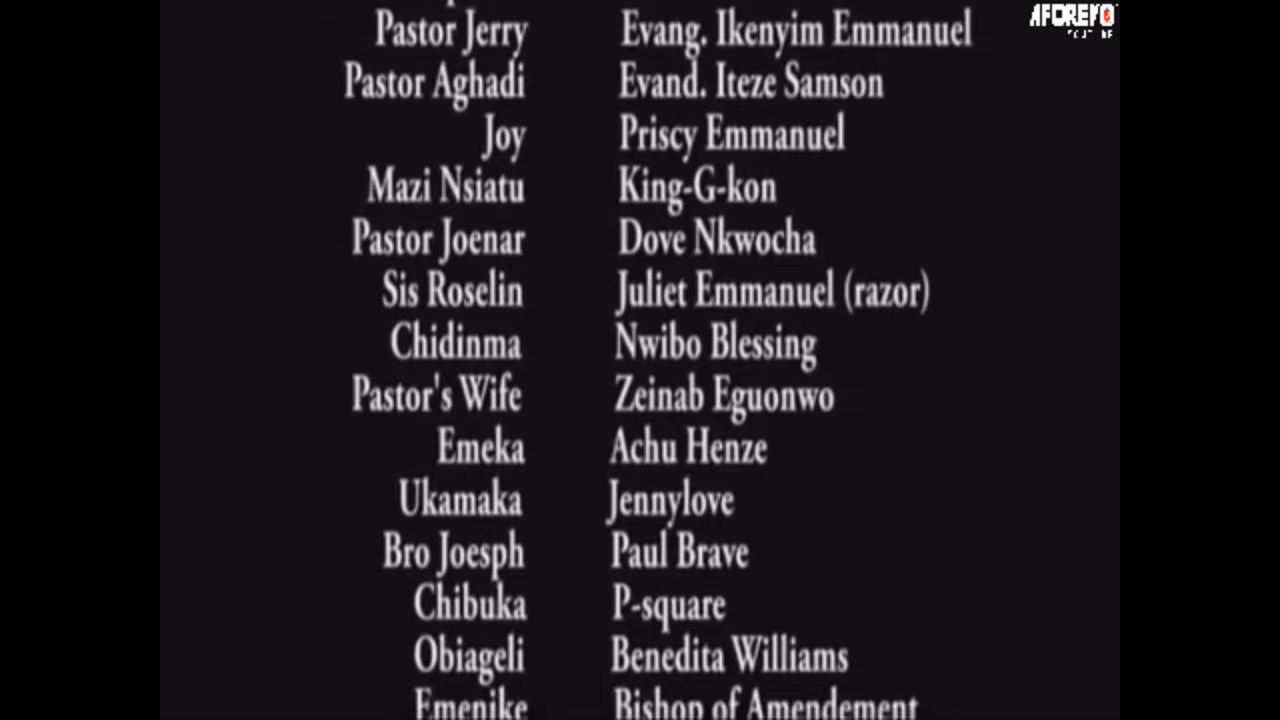 AFOREVO
Pastor Jerry Evang. Ikenyim Emmanuel
Pastor Aghadi Evand. Iteze Samson
Joy Priscy Emmanuel
Mazi Nsiatu King-G-kon
Pastor Joenar Dove Nkwocha
Sis Roselin Juliet Emmanuel (razor)
Chidinma Nwibo Blessing
Pastor's Wife Zeinab Eguonwo
Emeka Achu Henze
Ukamaka Jennylove
Bro Joesph Paul Brave
Chibuka P-square
Obiageli Benedita Williams
Emenike Bishop of Amendement